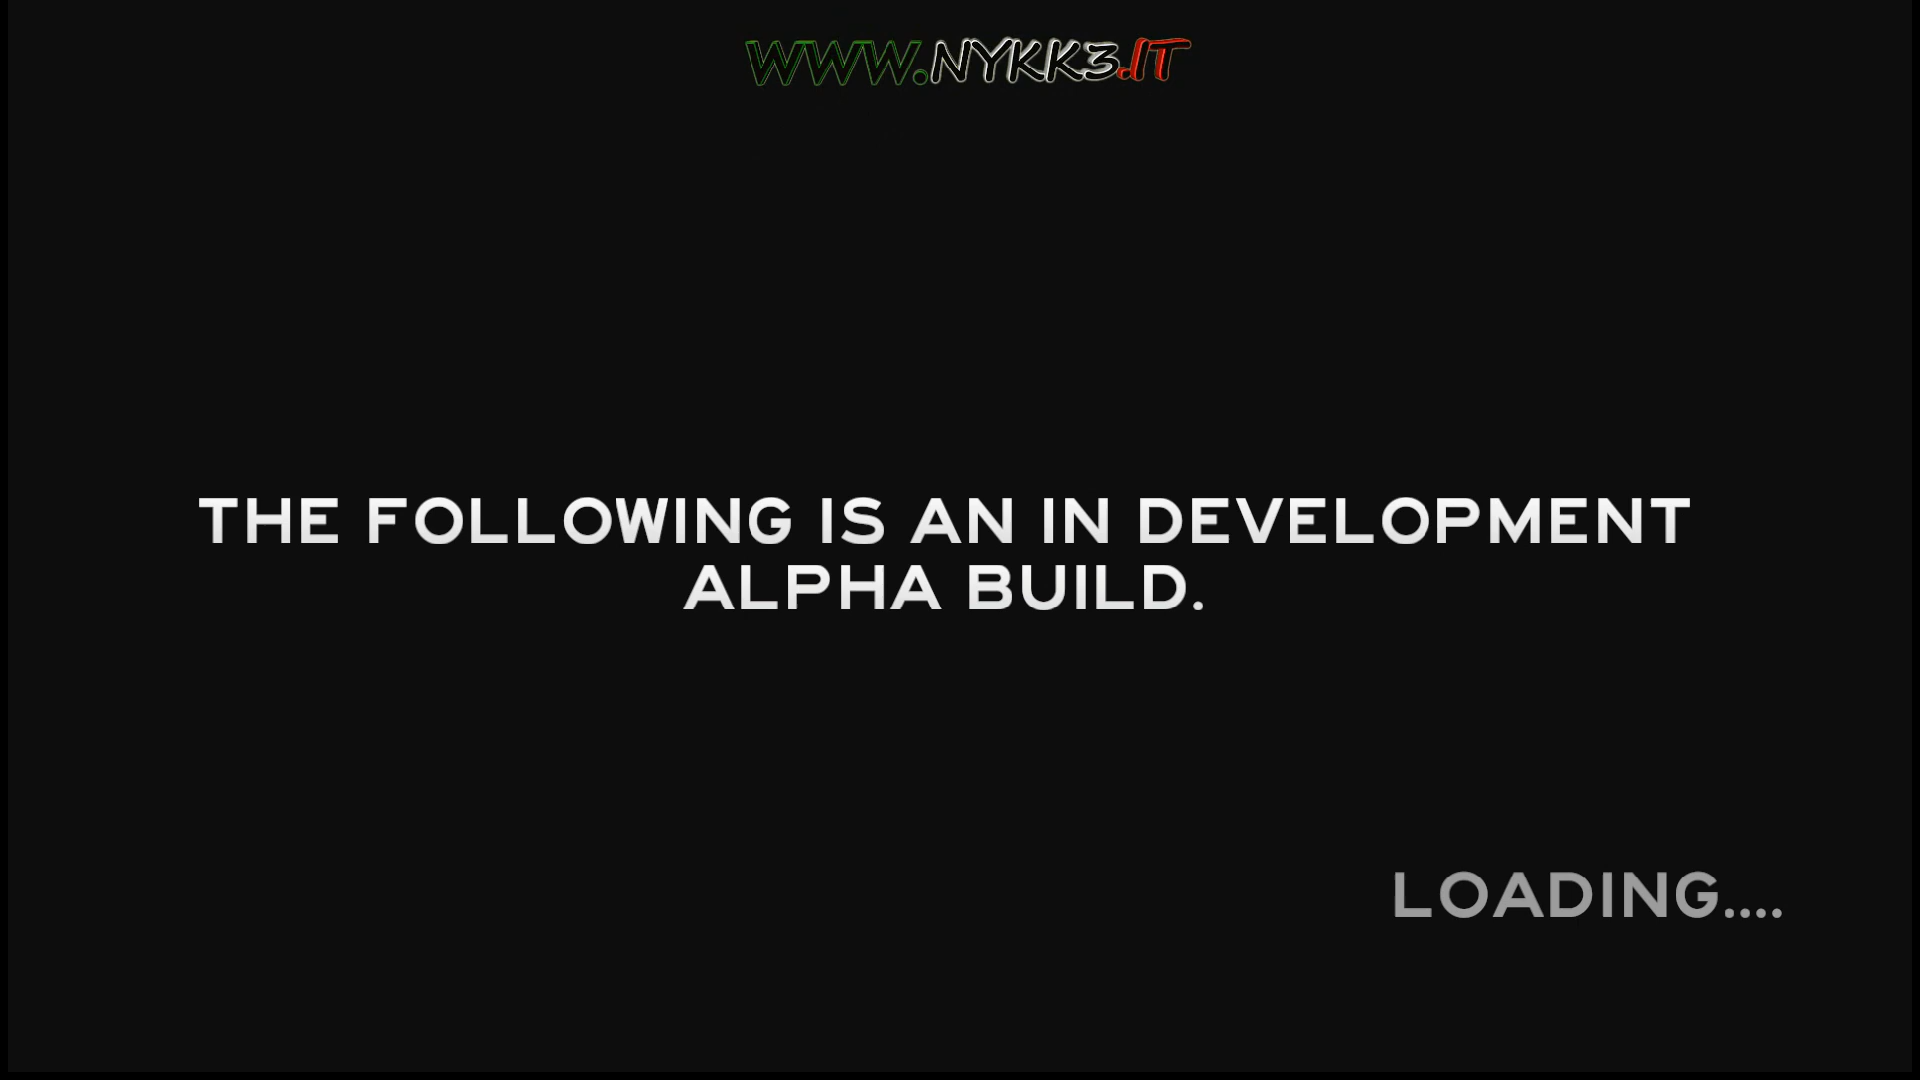 WWW.NYKK3.IT
THE FOLLOWING IS AN IN DEVELOPMENT
ALPHA BUILD.
LOADING....